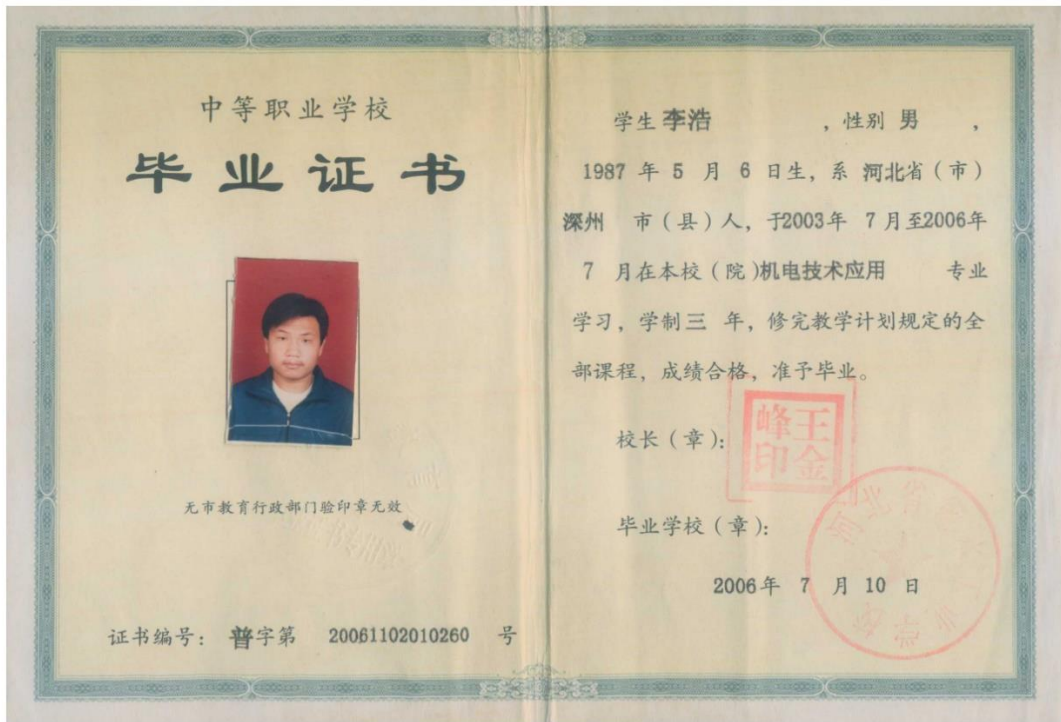 中等职业学校
毕业证书
无市教育行政部门验印章无效
证书编号：普字第 20061102010260 号
学生 李浩 ，性别 男 ，
1987 年 5 月 6 日生，系 河北省（市）
深州 市（县）人，于2003年 7 月至2006年
7 月在本校（院）机电技术应用 专业
学习，学制三 年，修完教学计划规定的全
部课程，成绩合格，准予毕业。
校长（章）：
王金峰印
毕业学校（章）：
2006年 7 月 10 日